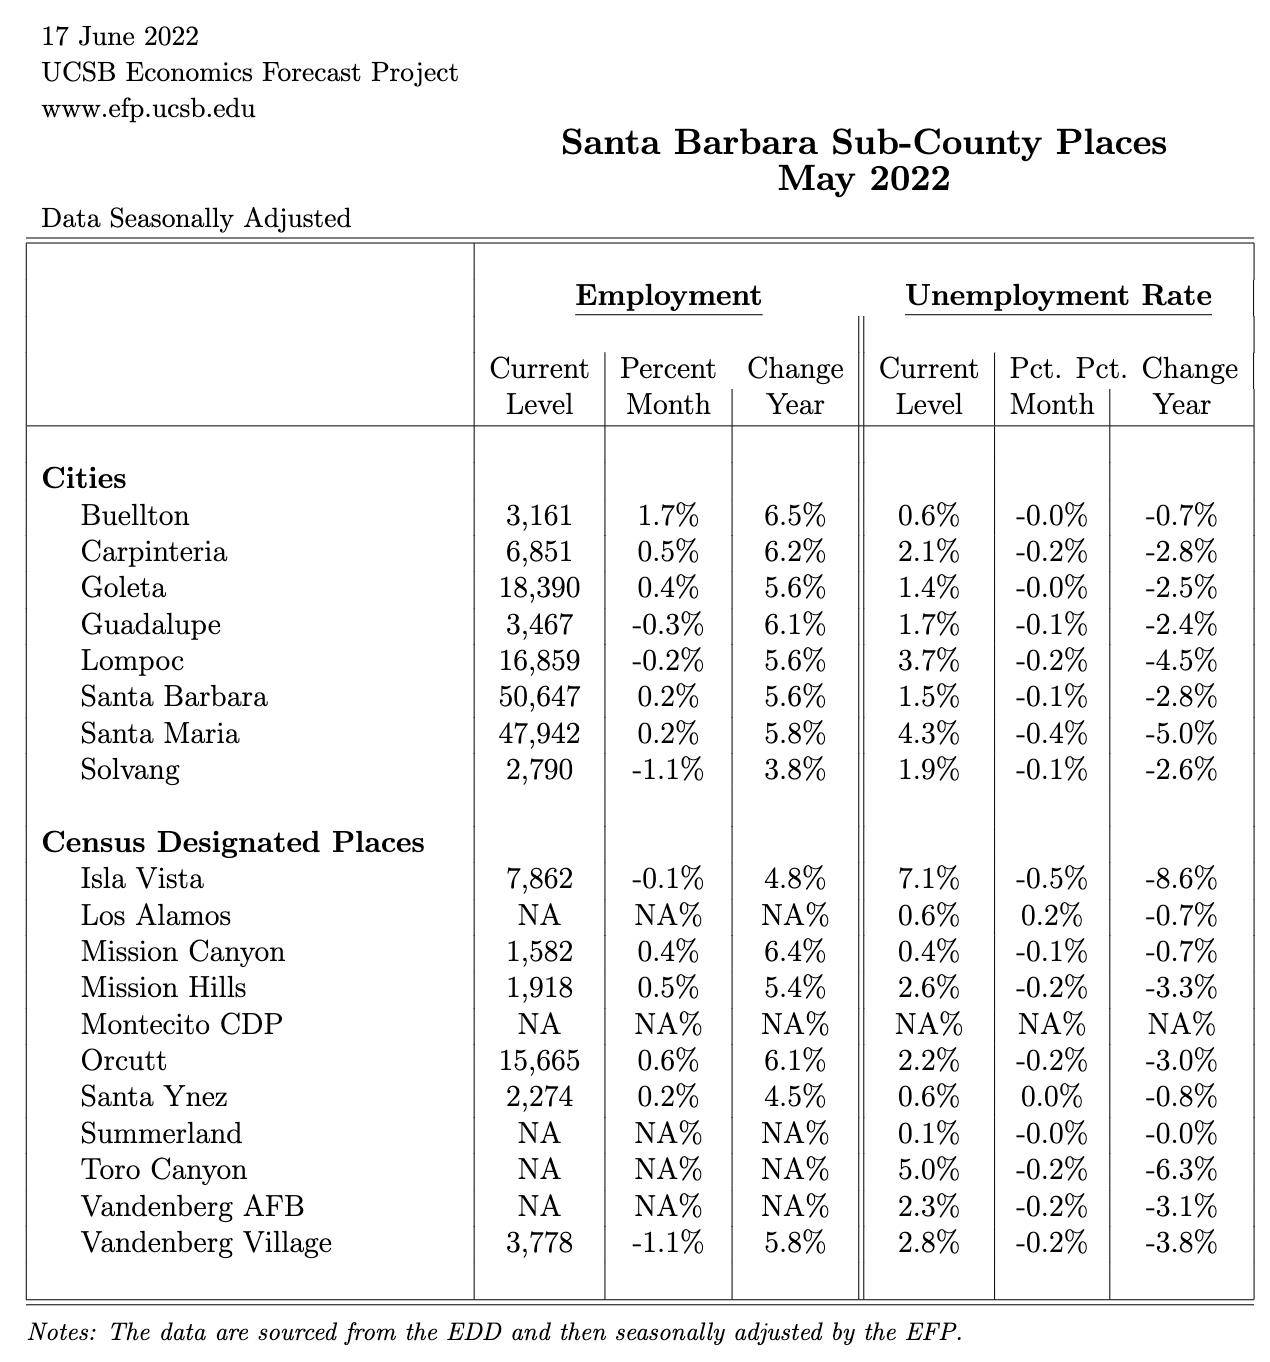 17 June 2022
UCSB Economics Forecast Project
www.efp.ucsb.edu
Santa Barbara Sub-County Places
May 2022
Data Seasonally Adjusted
Employment Unemployment Rate
Current Percent Change Current Pct. Pct. Change
Level Month Year Level Month Year
Cities
Buellton 3,161 1.7% 6.5% 0.6% -0.0% -0.7%
Carpinteria 6,851 0.5% 6.2% 2.1% -0.2% -2.8%
Goleta 18,390 0.4% 5.6% 1.4% -0.0% -2.5%
Guadalupe 3,467 -0.3% 6.1% 1.7% -0.1% -2.4%
Lompoc 16,859 -0.2% 5.6% 3.7% -0.2% -4.5%
Santa Barbara 50,647 0.2% 5.6% 1.5% -0.1% -2.8%
Santa Maria 47,942 0.2% 5.8% 4.3% -0.4% -5.0%
Solvang 2,790 -1.1% 3.8% 1.9% -0.1% -2.6%
Census Designated Places
Isla Vista 7,862 -0.1% 4.8% 7.1% -0.5% -8.6%
Los Alamos NA NA% NA% 0.6% 0.2% -0.7%
Mission Canyon 1,582 0.4% 6.4% 0.4% -0.1% -0.7%
Mission Hills 1,918 0.5% 5.4% 2.6% -0.2% -3.3%
Montecito CDP NA NA% NA% NA% NA% NA%
Orcutt 15,665 0.6% 6.1% 2.2% -0.2% -3.0%
Santa Ynez 2,274 0.2% 4.5% 0.6% 0.0% -0.8%
Summerland NA NA% NA% 0.1% -0.0% -0.0%
Toro Canyon NA NA% NA% 5.0% -0.2% -6.3%
Vandenberg AFB NA NA% NA% 2.3% -0.2% -3.1%
Vandenberg Village 3,778 -1.1% 5.8% 2.8% -0.2% -3.8%
Notes: The data are sourced from the EDD and then seasonally adjusted by the EFP.